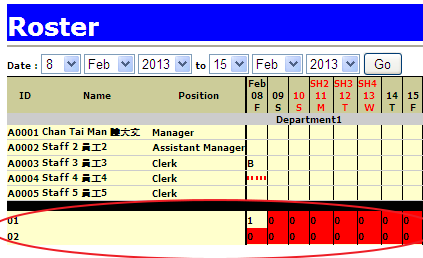 Roster
Date : 8 Feb 2013 to 15 Feb 2013 Go
ID Name Position Feb 08 F 09 S 10 S SH2 11 M SH3 12 T SH4 13 W 14 T 15 F
Department1
A0001 Chan Tai Man 陳大文 Manager
A0002 Staff 2 員工2 Assistant Manager
A0003 Staff 3 員工3 Clerk B
A0004 Staff 4 員工4 Clerk
A0005 Staff 5 員工5 Clerk
01 1 0 0 0 0 0 0 0
02 0 0 0 0 0 0 0 0